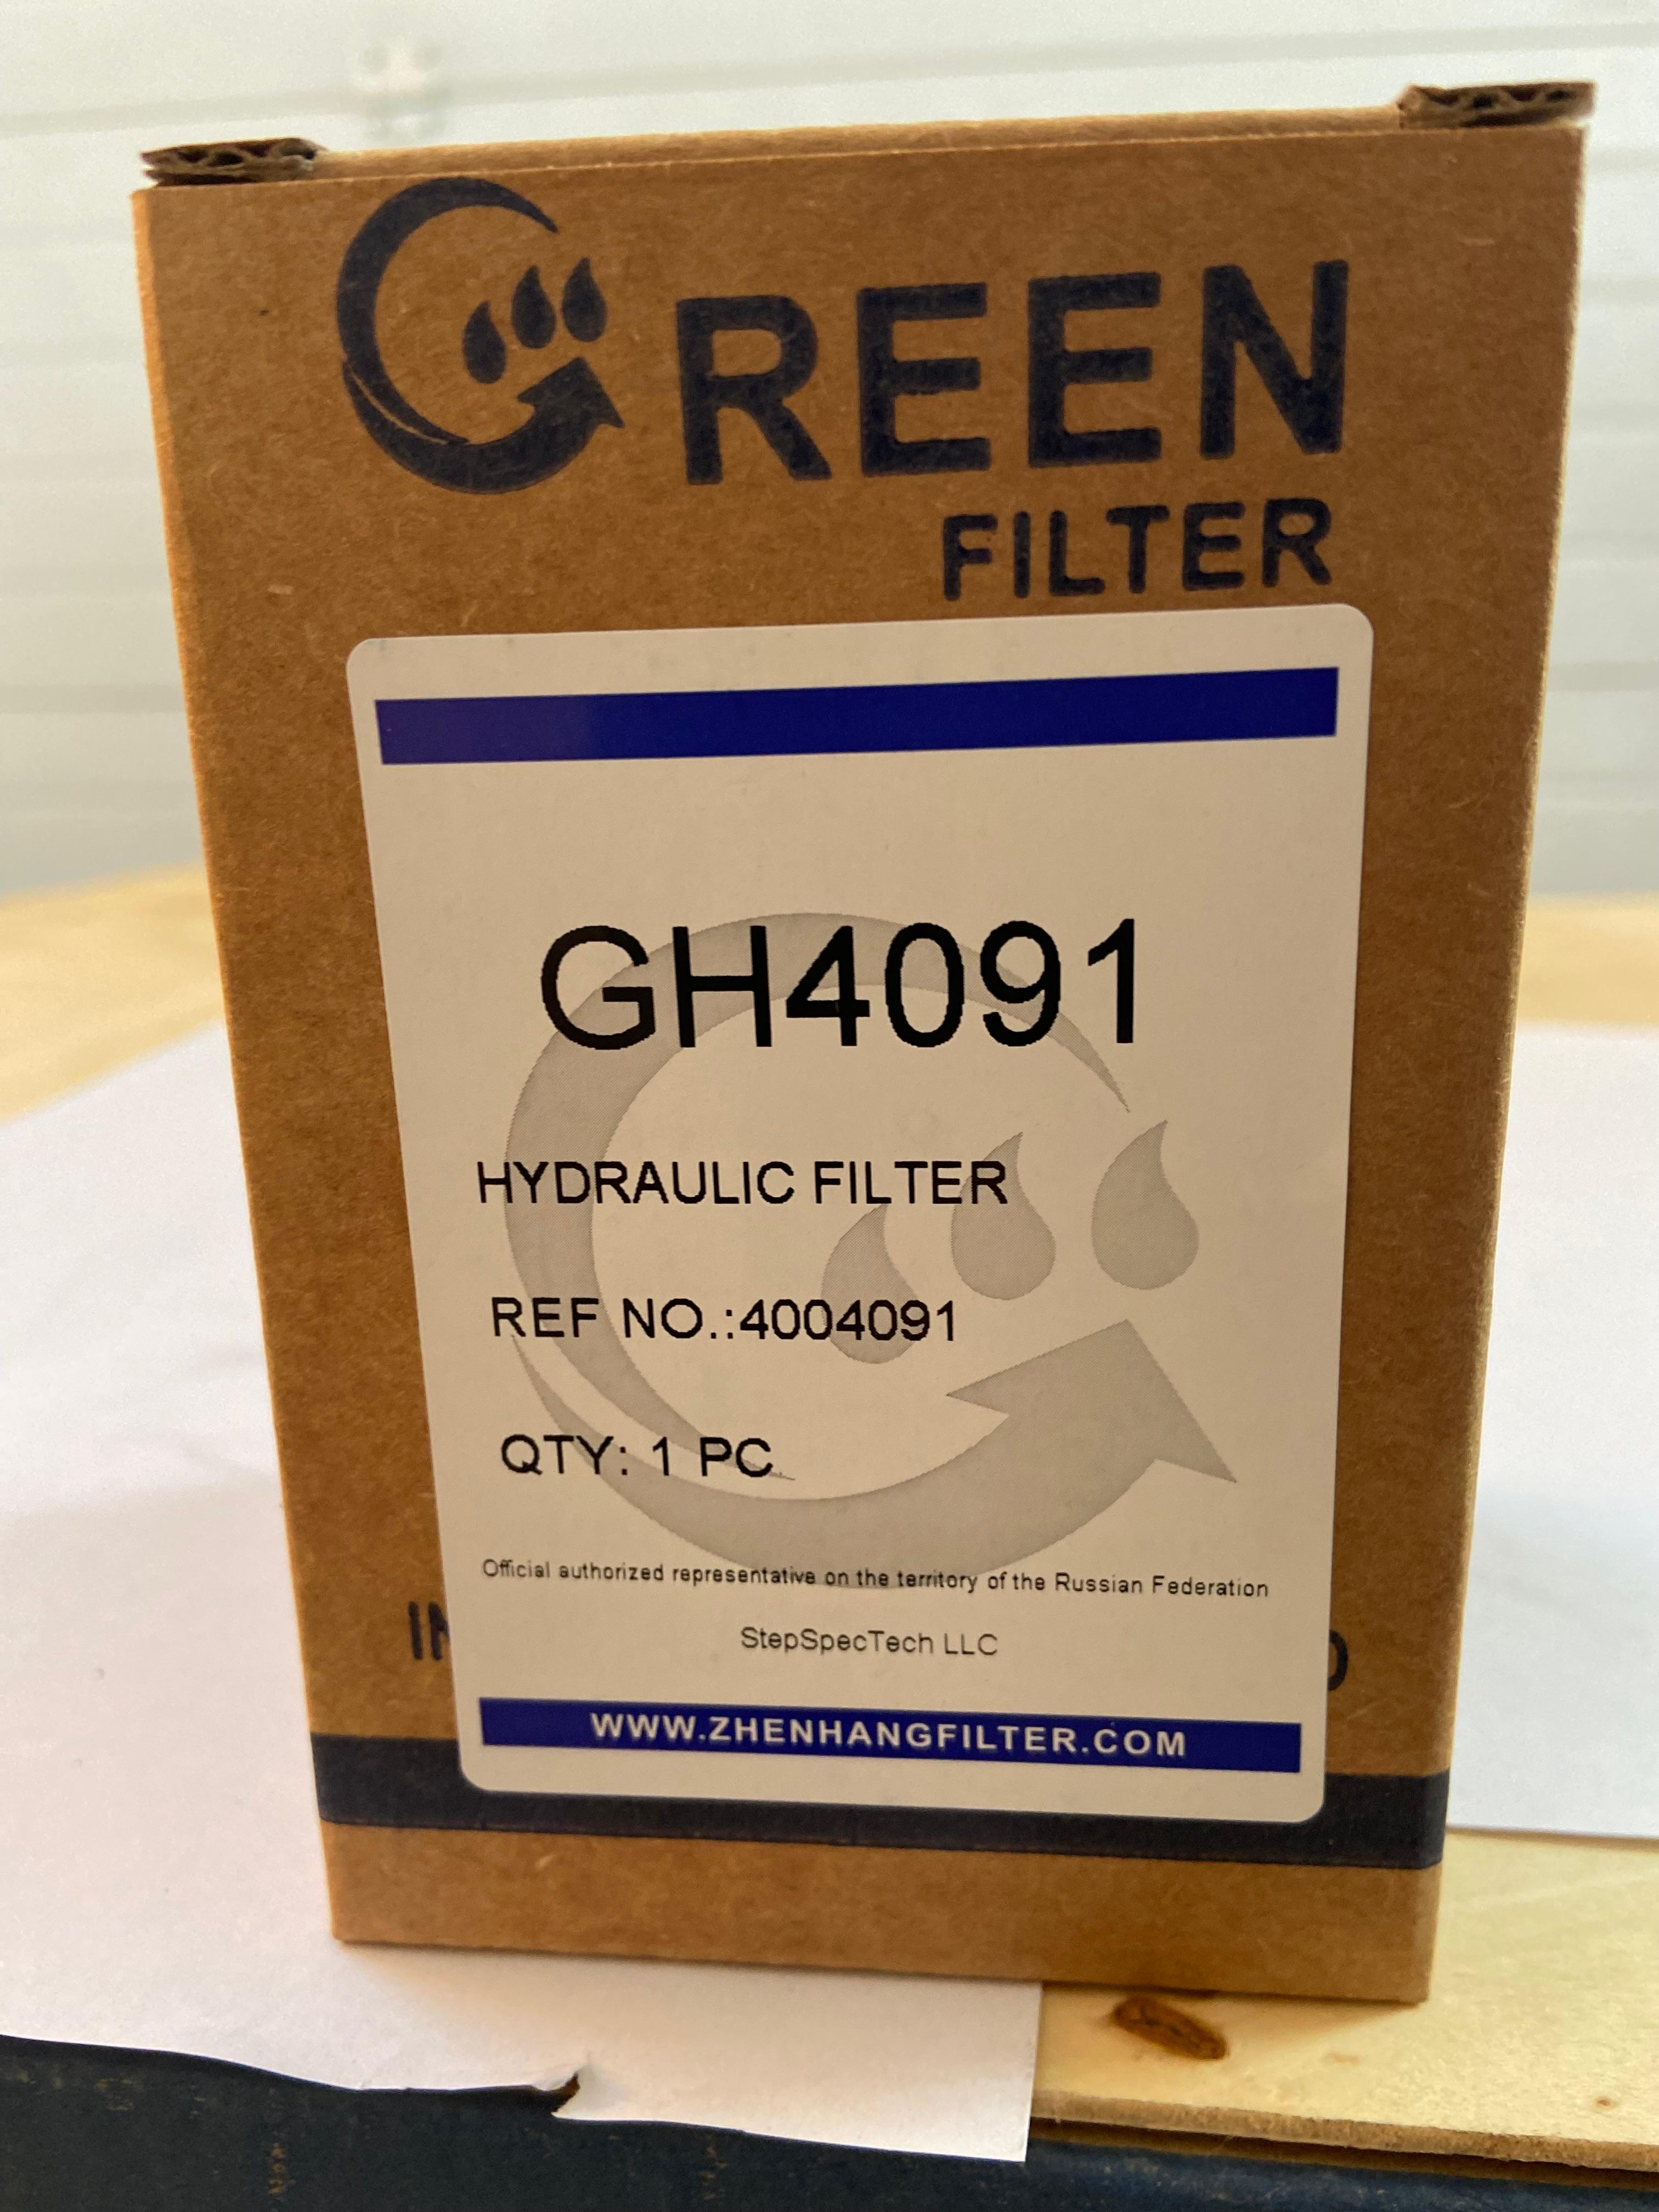 GREEN
FILTER
GH4091
HYDRAULIC FILTER
REF NO.:4004091
QTY: 1 PC
Official authorized representative on the territory of the Russian Federation
StepSpecTech LLC
WWW.ZHENHANGFILTER.COM